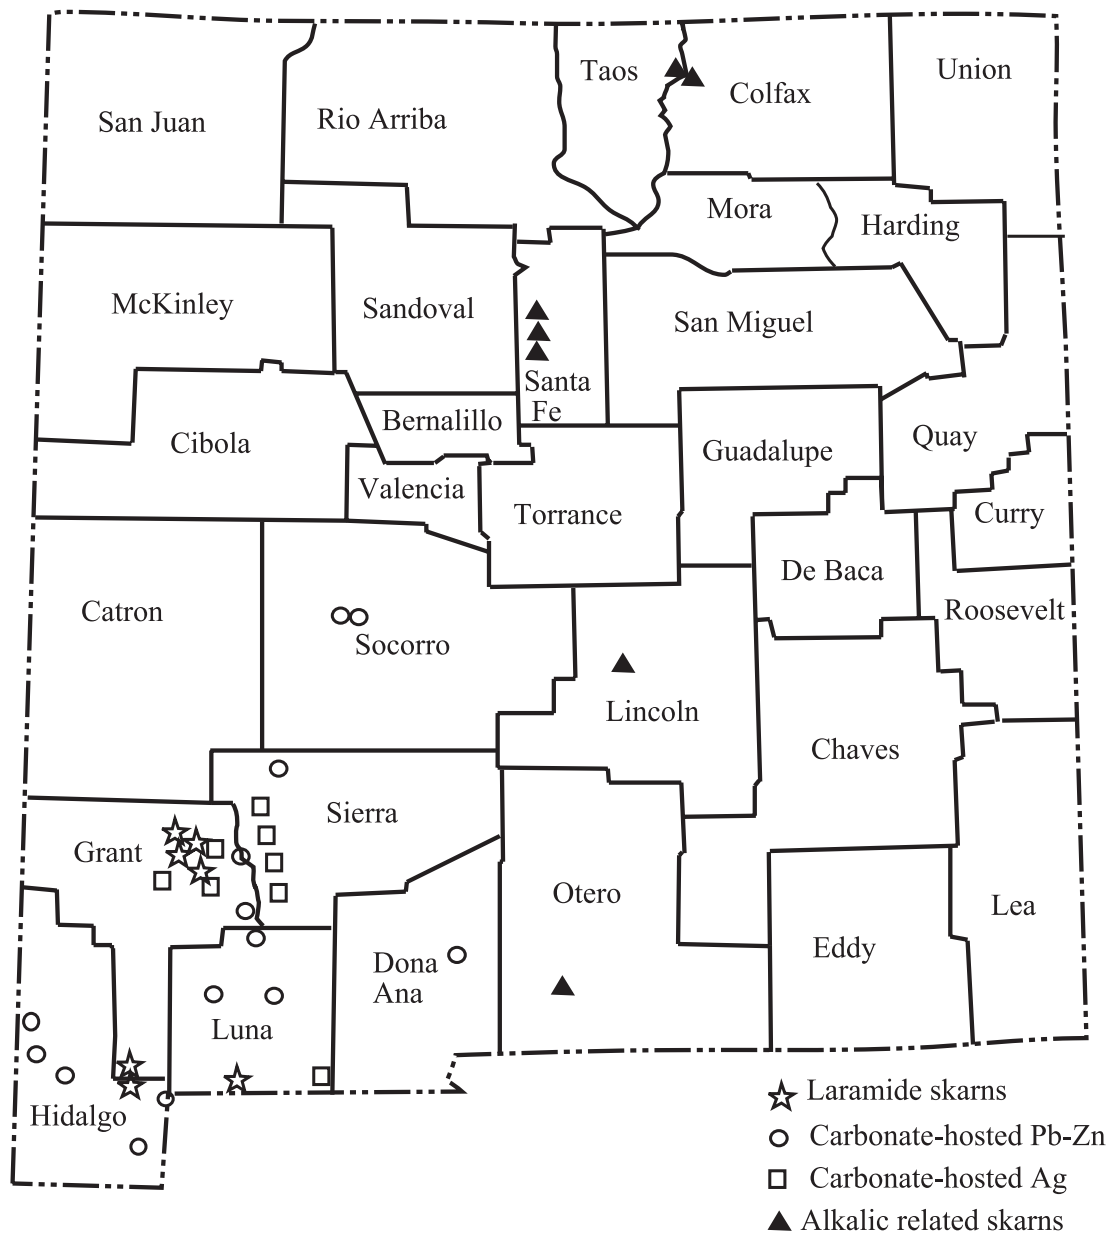 Taos
Union
Colfax
San Juan
Rio Arriba
Mora
Harding
McKinley
Sandoval
San Miguel
Santa
Fe
Bernalillo
Cibola
Guadalupe
Quay
Valencia
Torrance
Curry
De Baca
Catron
Roosevelt
Socorro
Lincoln
Chaves
Sierra
Grant
Otero
Lea
Eddy
Dona
Ana
Luna
Hidalgo
Laramide skarns
Carbonate-hosted Pb-Zn
Carbonate-hosted Ag
Alkalic related skarns